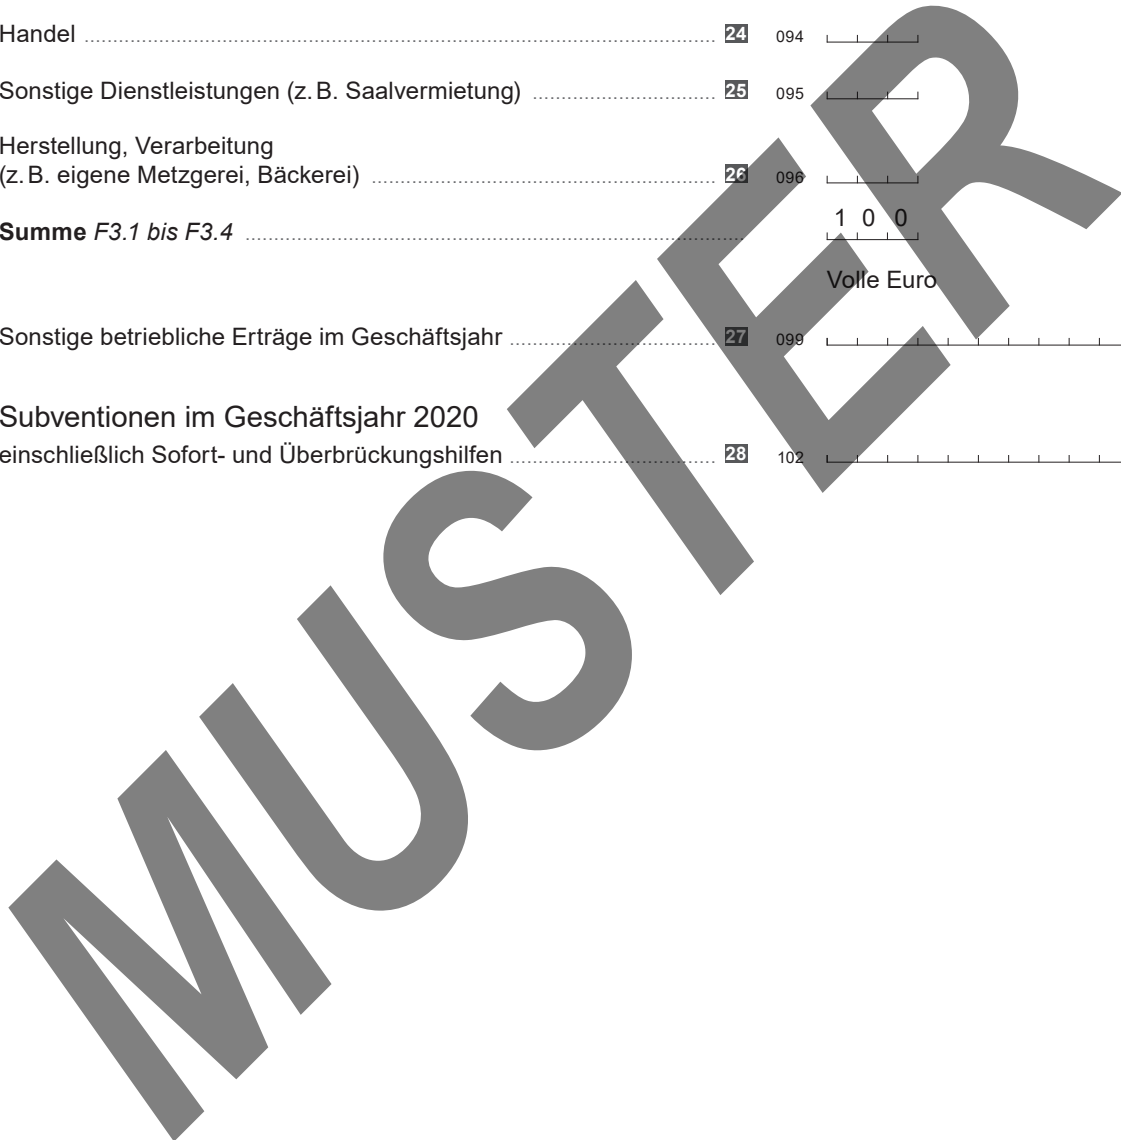 Handel 24 094
Sonstige Dienstleistungen (z. B. Saalvermietung) 25 095
Herstellung, Verarbeitung
(z. B. eigene Metzgerei, Bäckerei) 26 096
Summe F3.1 bis F3.4 1 0 0
Volle Euro
Sonstige betriebliche Erträge im Geschäftsjahr 27 099
Subventionen im Geschäftsjahr 2020
einschließlich Sofort- und Überbrückungshilfen 28 102
MUSTER